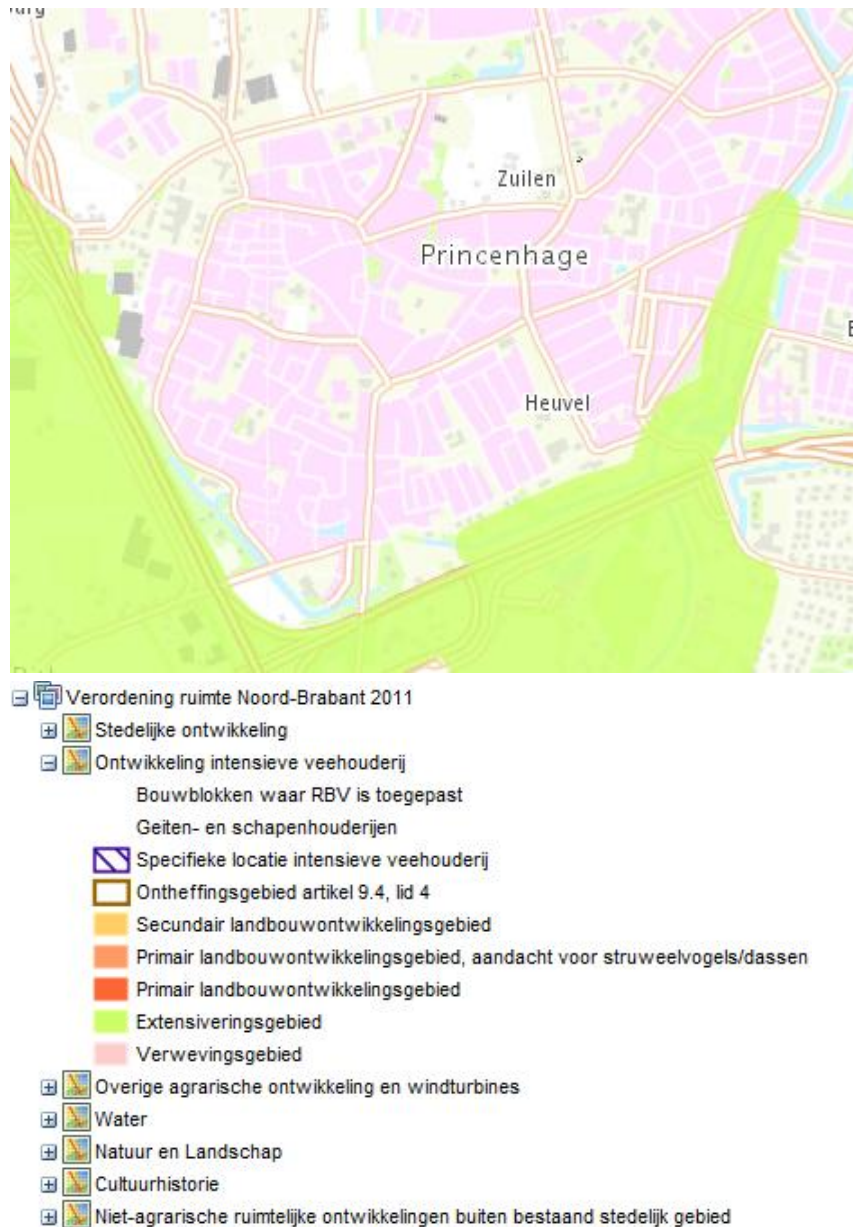 Zuilen
Princenhage
Heuvel
Verordening ruimte Noord-Brabant 2011
Stedelijke ontwikkeling
Ontwikkeling intensieve veehouderij
Bouwblokken waar RBV is toegepast
Geiten- en schapenhouderijen
Specifieke locatie intensieve veehouderij
Ontheffingsgebied artikel 9.4, lid 4
Secundair landbouwontwikkelingsgebied
Primair landbouwontwikkelingsgebied, aandacht voor struweelvogels/dassen
Primair landbouwontwikkelingsgebied
Extensiveringsgebied
Verwevingsgebied
Overige agrarische ontwikkeling en windturbines
Water
Natuur en Landschap
Cultuurhistorie
Niet-agrarische ruimtelijke ontwikkelingen buiten bestaand stedelijk gebied